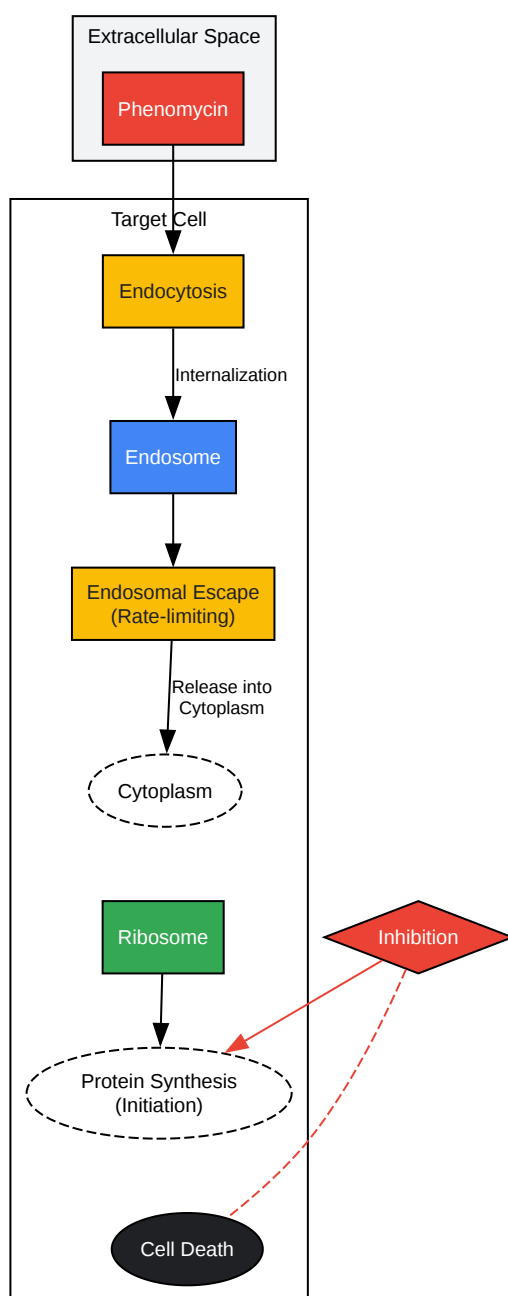 Extracellular Space
Phenomycin
Target Cell
Endocytosis
Internalization
Endosome
Endosomal Escape
(Rate-limiting)
Release into
Cytoplasm
Cytoplasm
Ribosome
Inhibition
Protein Synthesis
(Initiation)
Cell Death